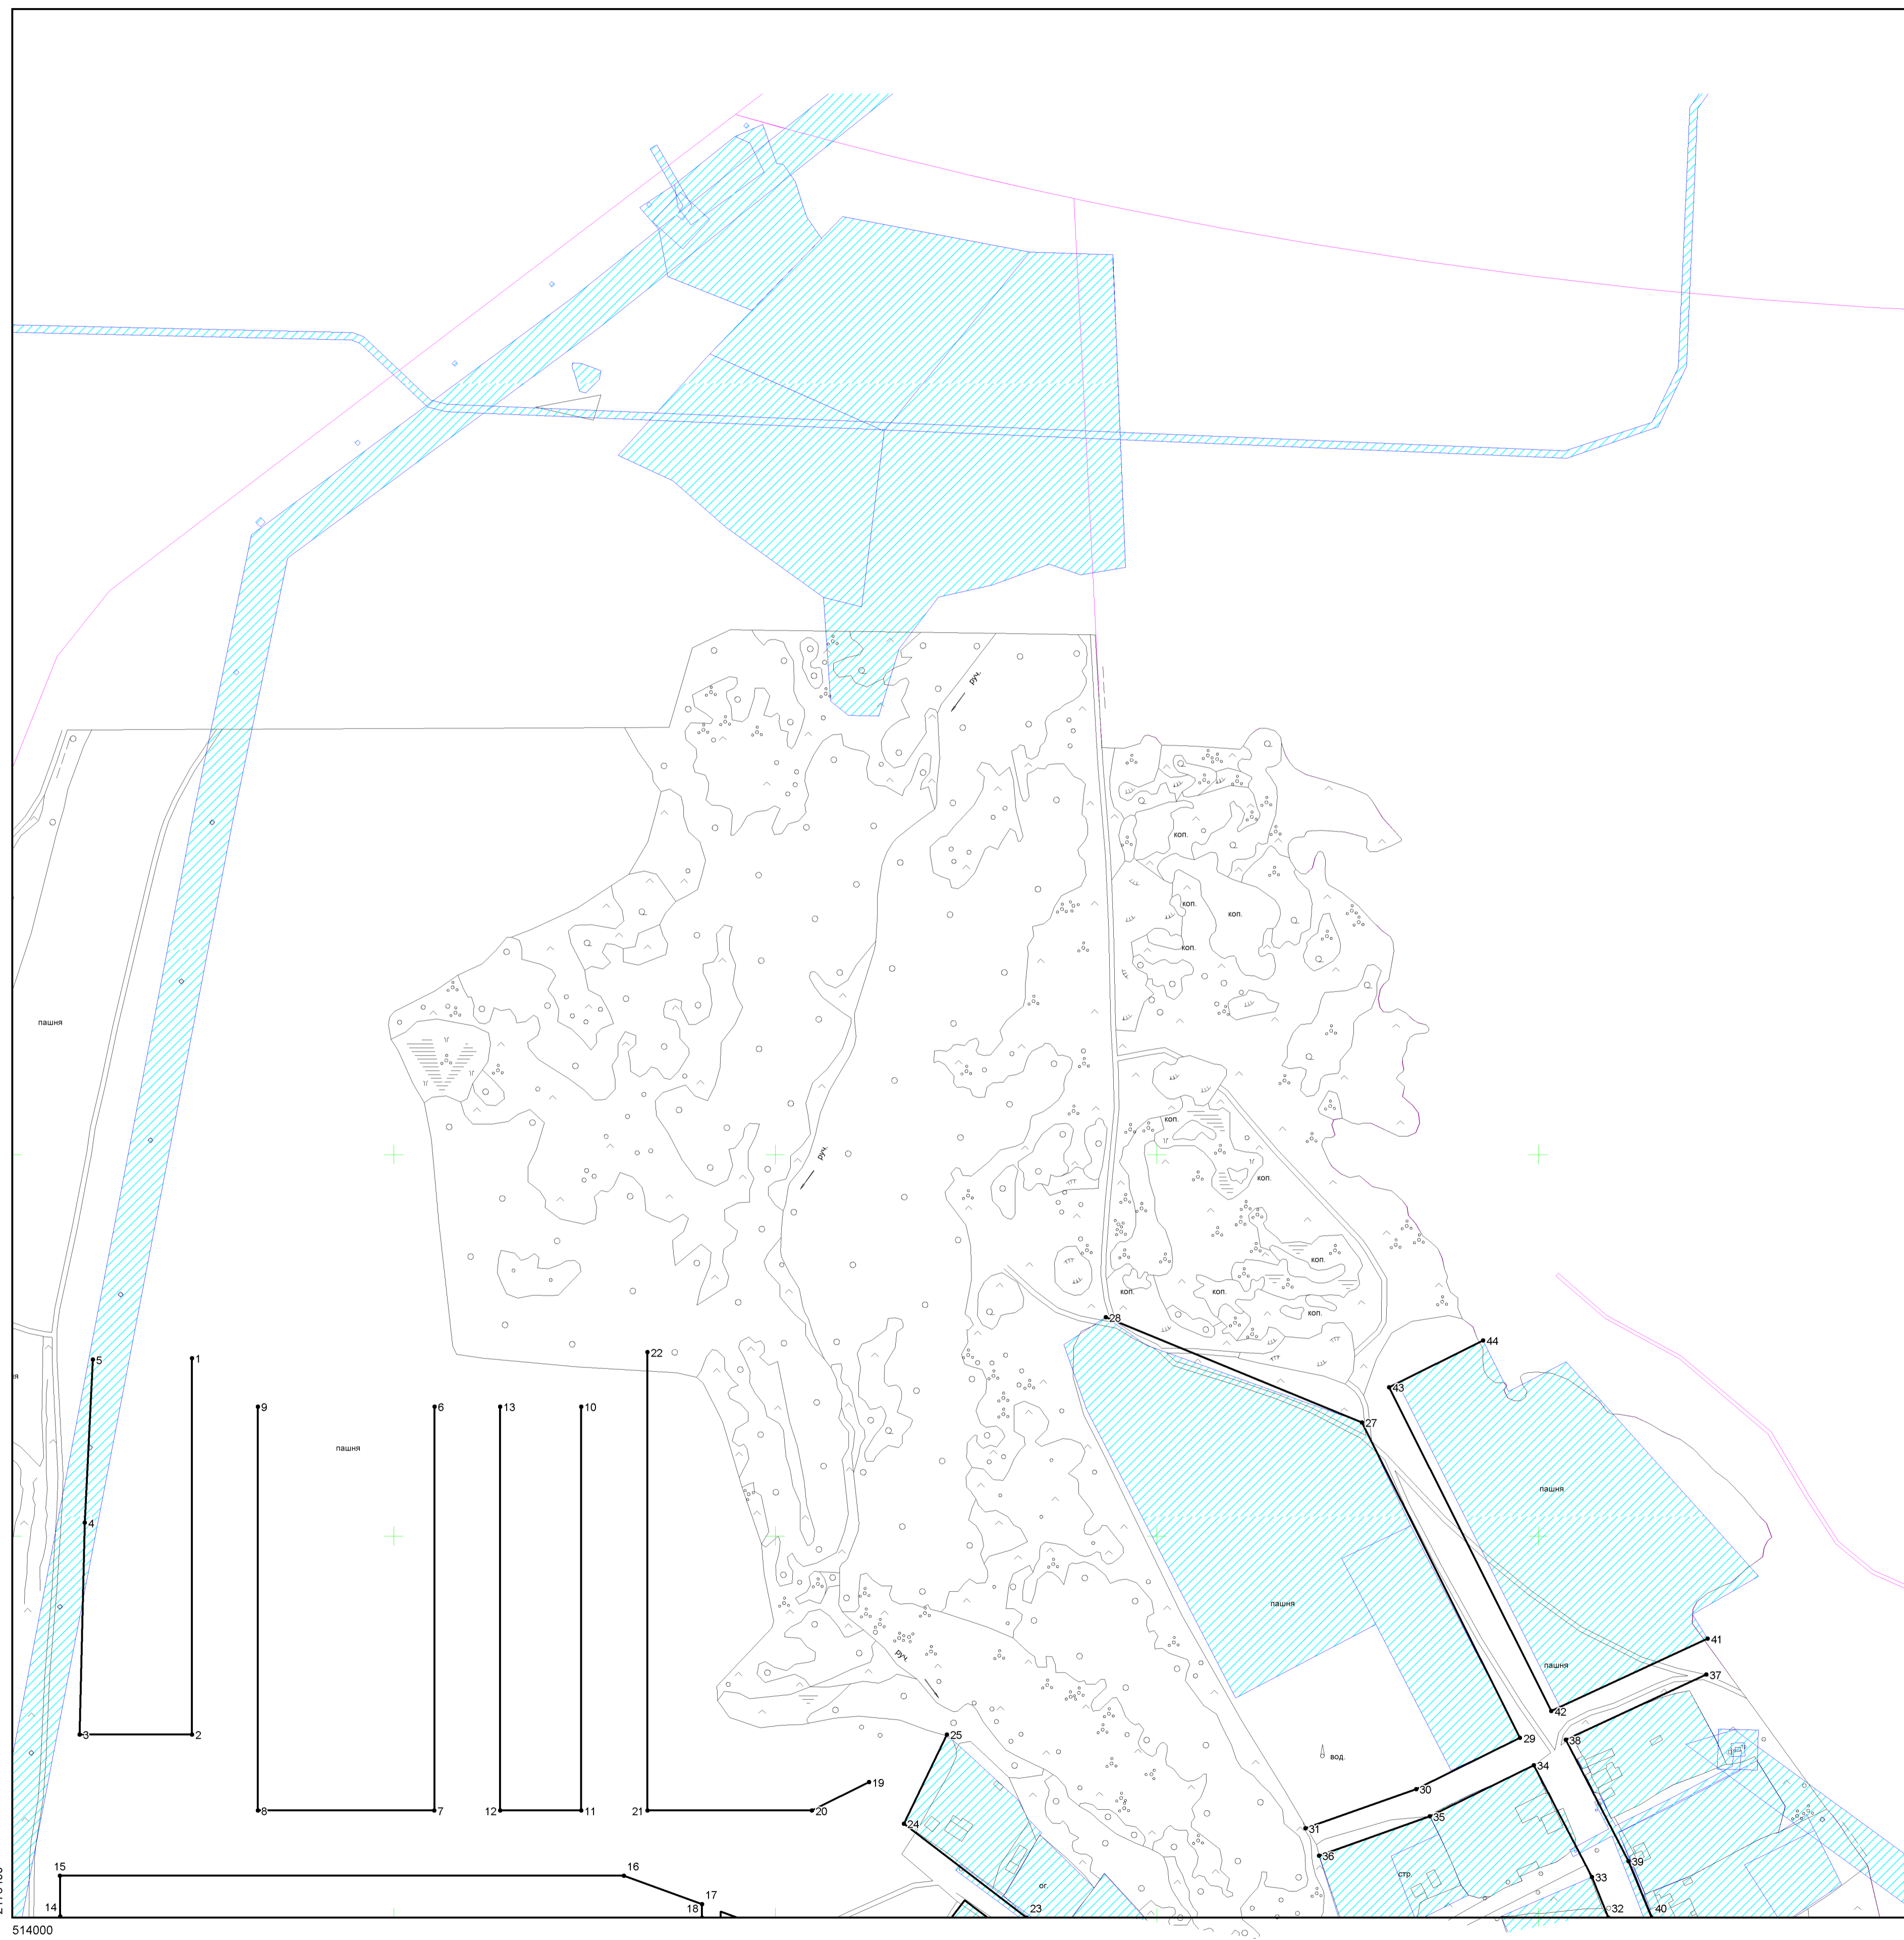 руч.
коп.
коп.
коп.
коп.
пашня
коп.
руч.
коп.
коп.
коп.
коп.
коп.
28
44
22
5
1
43
9
6
13
10
27
пашня
пашня
4
пашня
41
руч.
пашня
37
42
3
2
25
29
38
вод.
34
19
30
8
7
12
11
21
20
35
24
31
36
39
15
16
стр.
33
ог.
17
14
18
23
32
40
514000